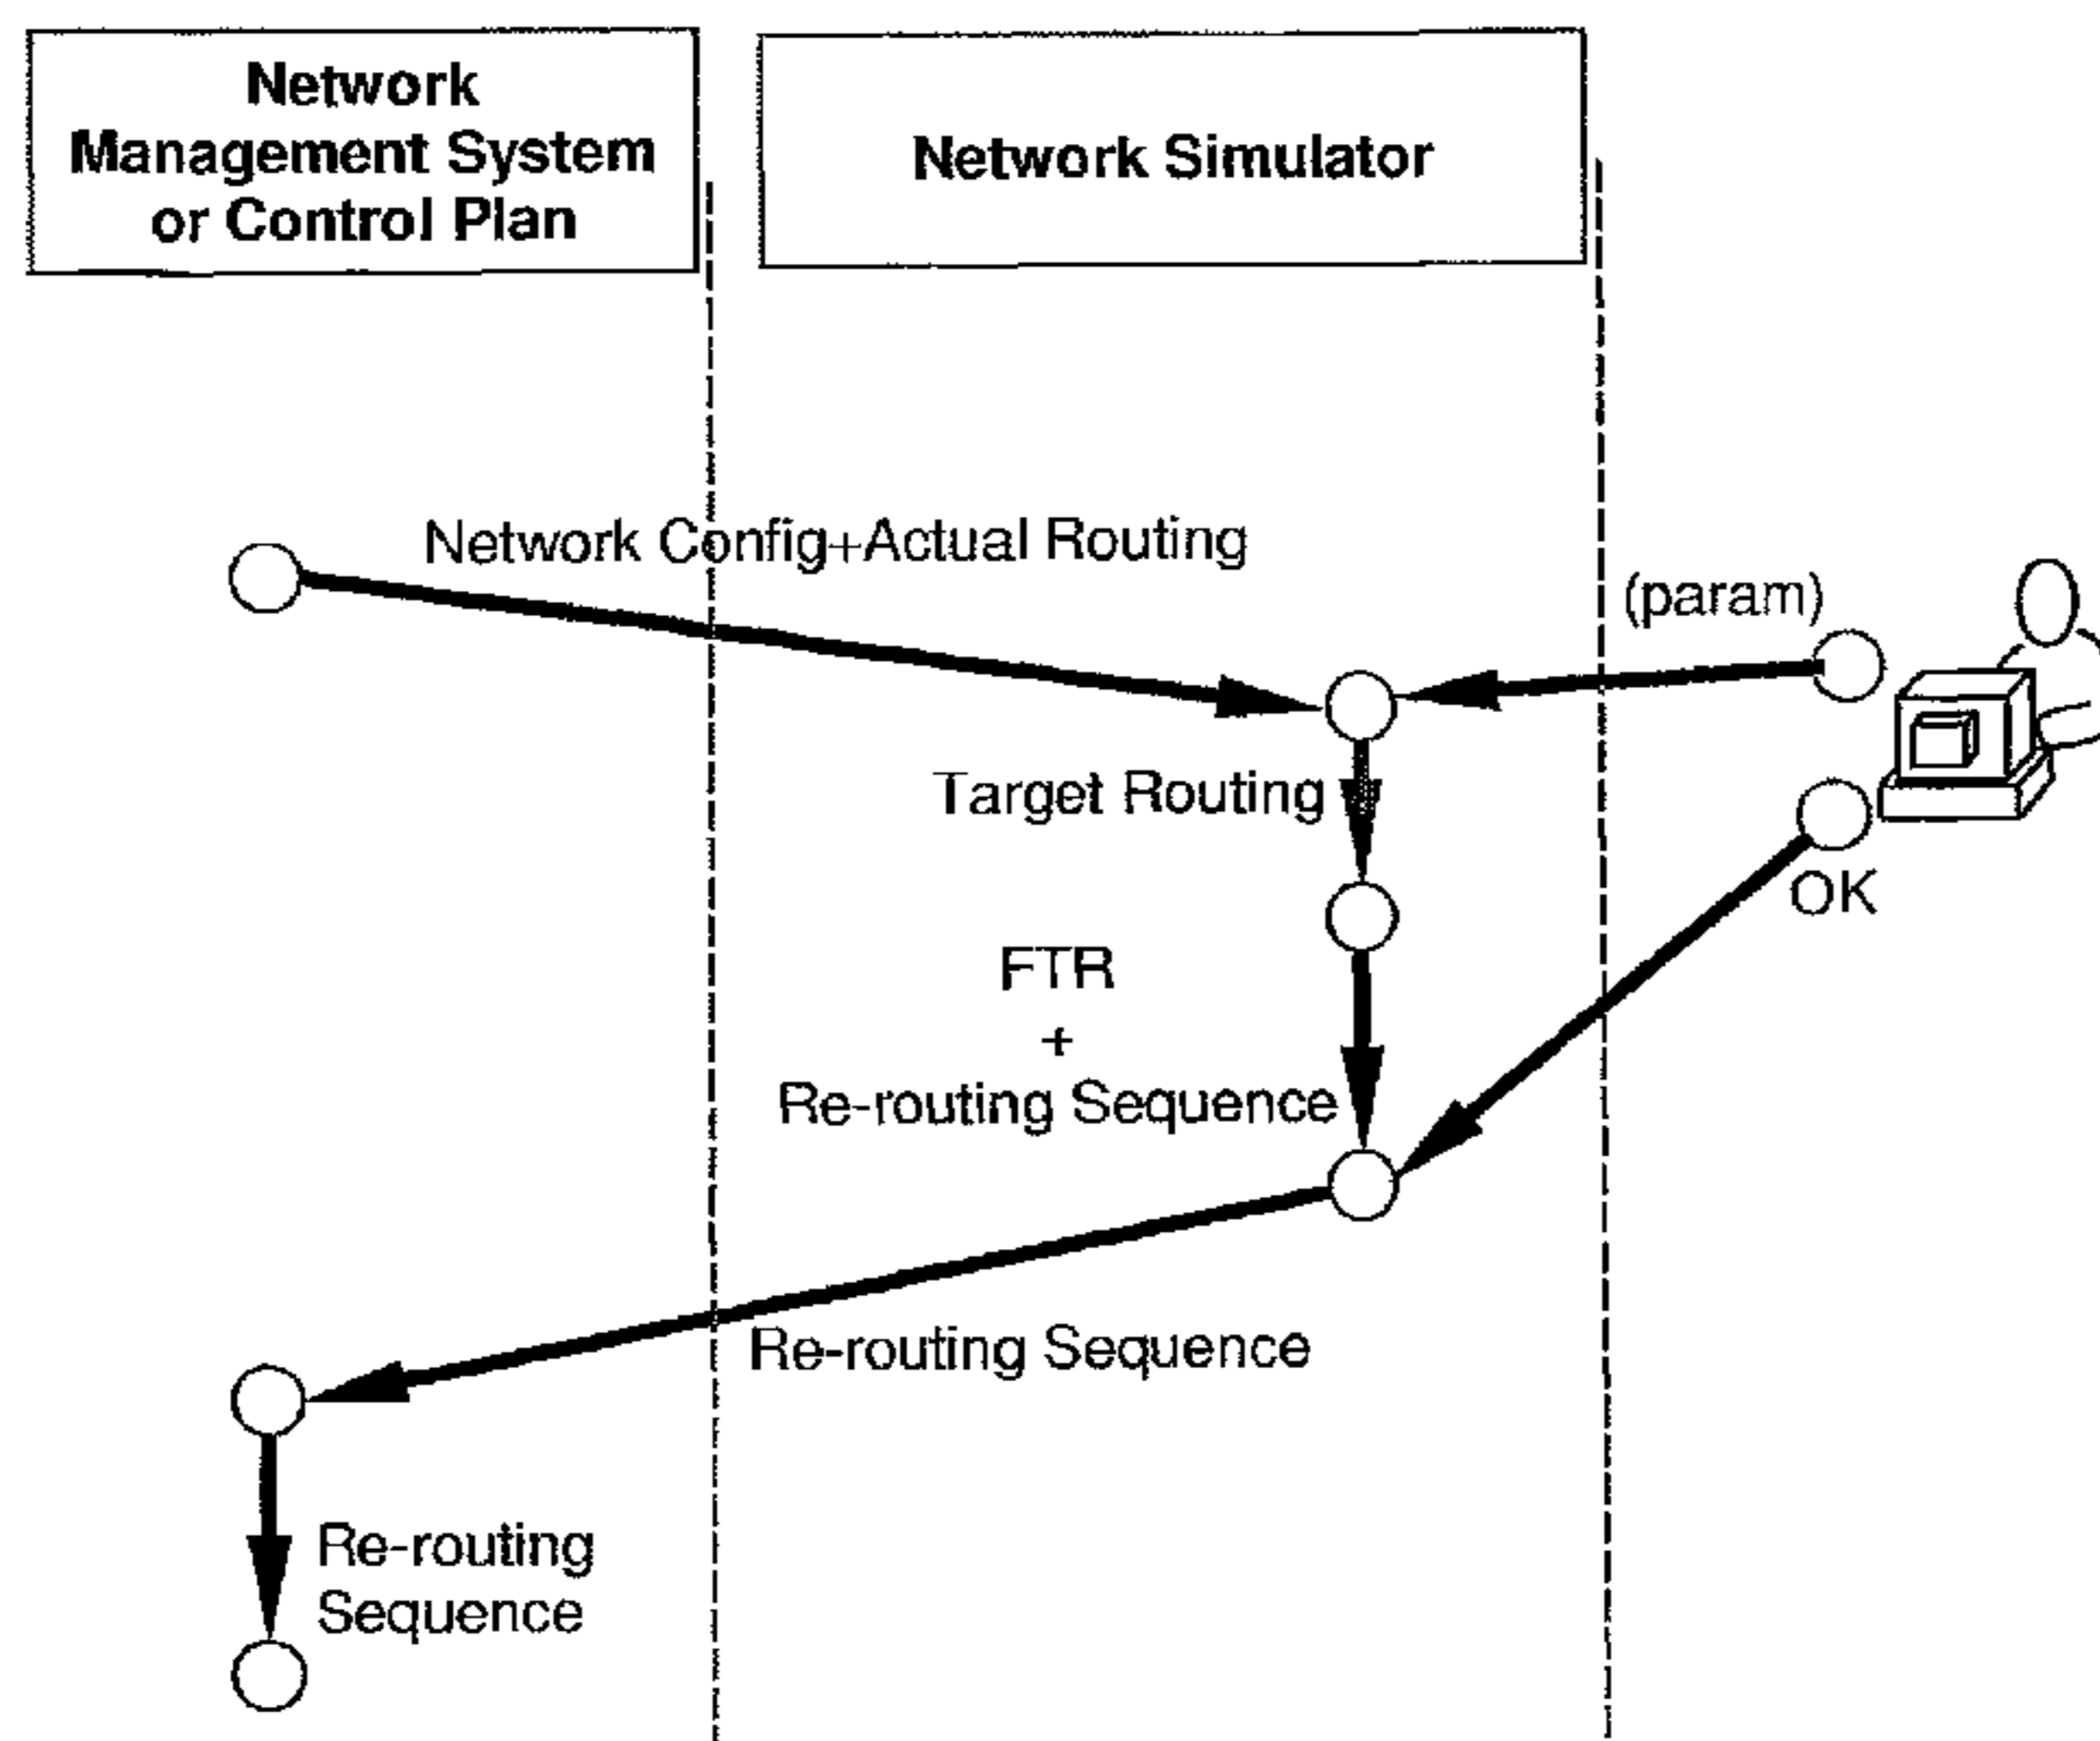 Network
Management System
or Control Plan
Network Simulator
Network Config+Actual Routing
(param)
Target Routing
OK
FTR
+
Re-routing Sequence
Re-routing Sequence
Re-routing
Sequence